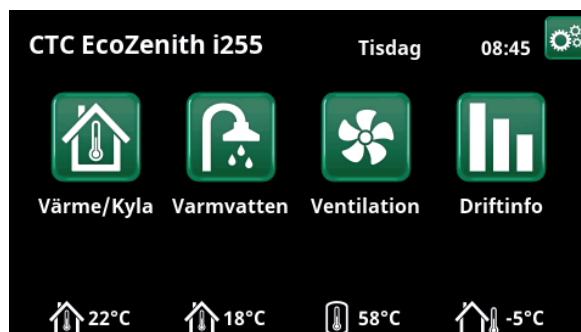 CTC EcoZenith i255 Tisdag 08:45
Värme/Kyla Varmvatten Ventilation Driftinfo
22°C 18°C 58°C -5°C